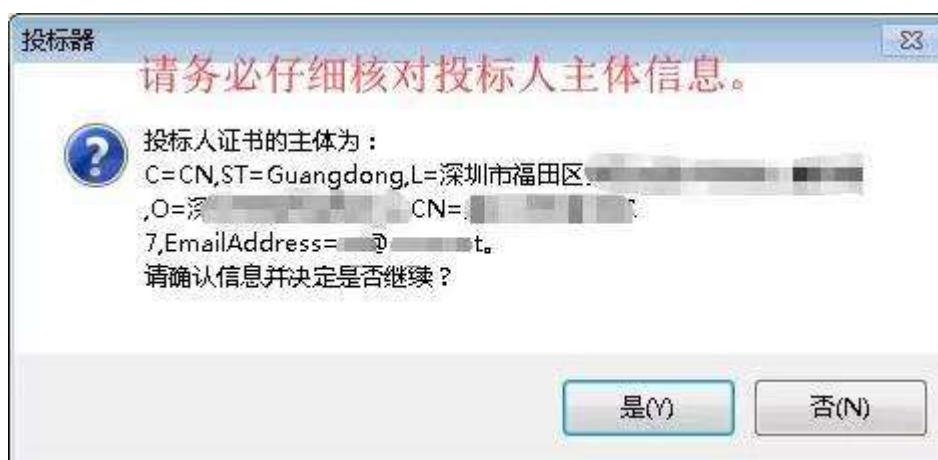 投标器
请务必仔细核对投标人主体信息。
投标人证书的主体为：
C=CN,ST=Guangdong,L=深圳市福田区
,O=深 CN=
7,EmailAddress= @ t。
请确认信息并决定是否继续？
是(Y) 否(N)